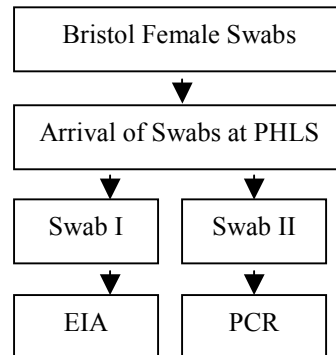 Bristol Female Swabs
Arrival of Swabs at PHLS
Swab I
Swab II
EIA
PCR